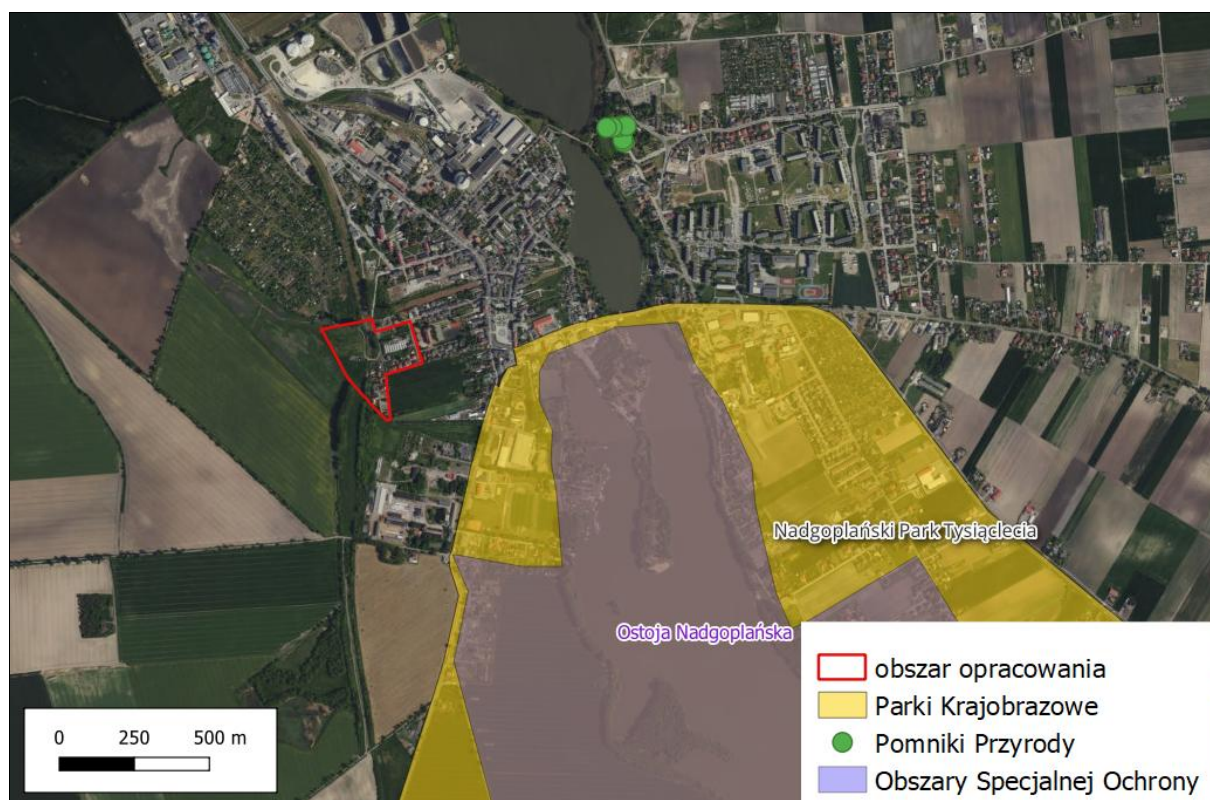 Nadgoplański Park Tysiąclecia
Ostoja Nadgoplańska
obszar opracowania
Parki Krajobrazowe
Pomniki Przyrody
Obszary Specjalnej Ochrony
0 250 500 m